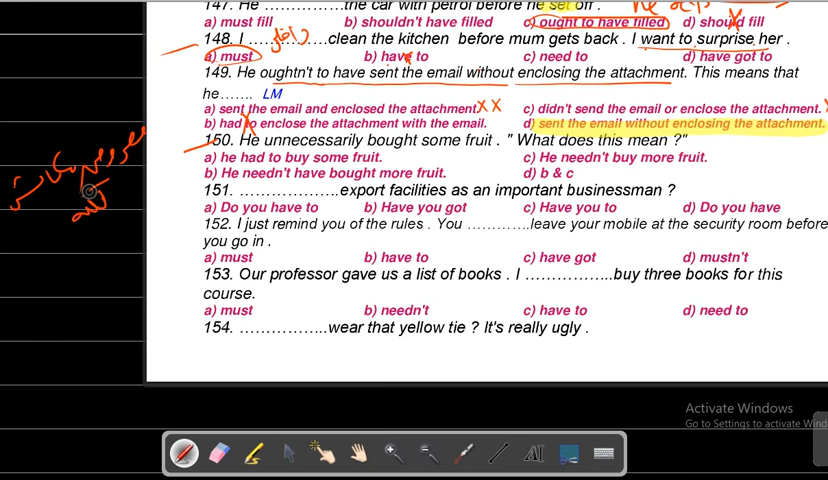 147. He ..................the car with petrol before he set off .
a) must fill b) shouldn't have filled c) ought to have filled d) should fill
148. I ..................clean the kitchen before mum gets back . I want to surprise her .
a) must b) have to c) need to d) have got to
149. He oughtn't to have sent the email without enclosing the attachment. This means that
he……. LM
a) sent the email and enclosed the attachment. XX c) didn't send the email or enclose the attachment.
b) had to enclose the attachment with the email. d) sent the email without enclosing the attachment.
150. He unnecessarily bought some fruit . " What does this mean ?"
a) he had to buy some fruit. c) He needn't buy more fruit.
b) He needn't have bought more fruit. d) b & c
151. ………………..export facilities as an important businessman ?
a) Do you have to b) Have you got c) Have you to d) Do you have
152. I just remind you of the rules . You ………….leave your mobile at the security room before
you go in .
a) must b) have to c) have got d) mustn't
153. Our professor gave us a list of books . I ……………..buy three books for this
course.
a) must b) needn't c) have to d) need to
154. ……………..wear that yellow tie ? It's really ugly .
Activate Windows
Go to Settings to activate Wind
AI